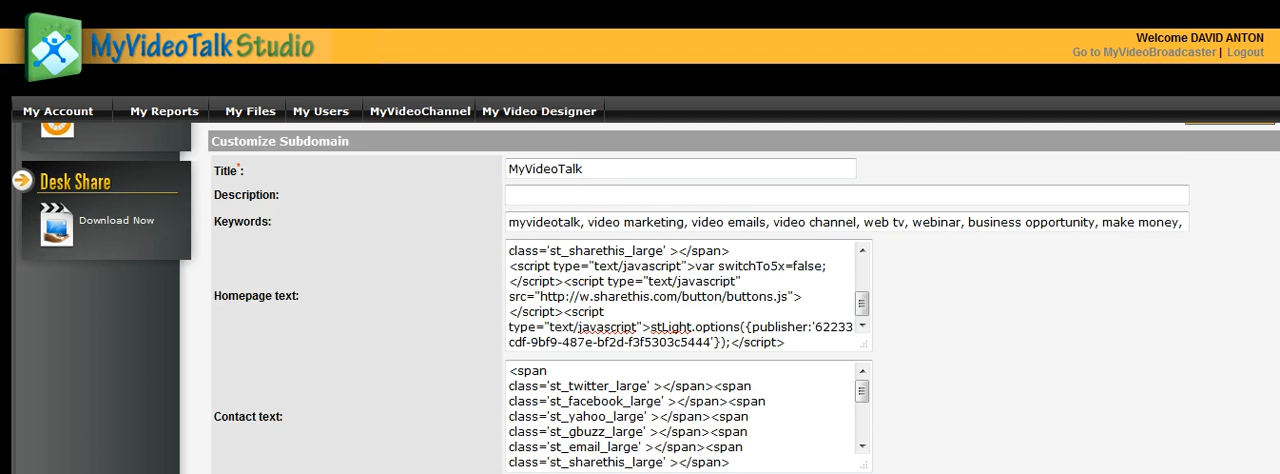 MyVideoTalk Studio
Welcome DAVID ANTON
Go to MyVideoBroadcaster | Logout
My Account My Reports My Files My Users MyVideoChannel My Video Designer
Customize Subdomain
Desk Share
Download Now
Title*:
MyVideoTalk
Description:
Keywords:
myvideotalk, video marketing, video emails, video channel, web tv, webinar, business opportunity, make money,
Homepage text:
class='st_sharethis_large' ></span>
<script type="text/javascript">var switchTo5x=false;
</script><script type="text/javascript"
src="http://w.sharethis.com/button/buttons.js">
</script><script
type="text/javascript">stLight.options({publisher:'62233
cdf-9bf9-487e-bf2d-f3f5303c5444'});</script>
Contact text:
<span
class='st_twitter_large' ></span><span
class='st_facebook_large' ></span><span
class='st_yahoo_large' ></span><span
class='st_gbuzz_large' ></span><span
class='st_email_large' ></span><span
class='st_sharethis_large' ></span>